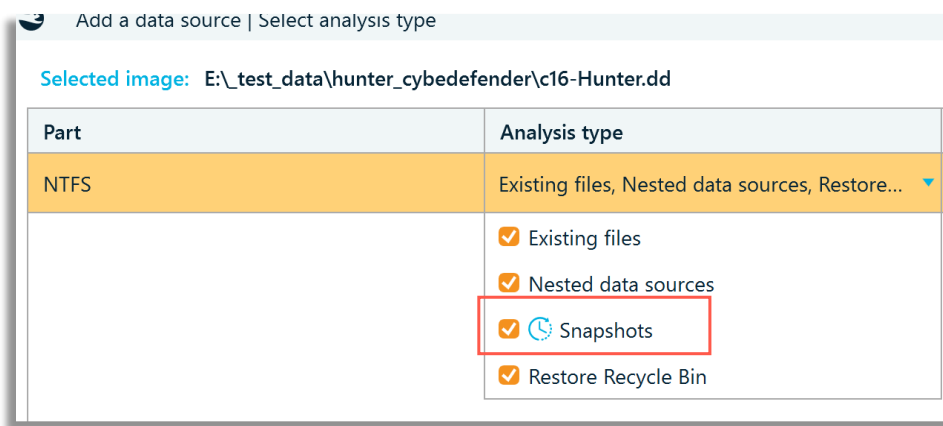 Add a data source | Select analysis type
Selected image: E:\_test_data\hunter_cybedefender\c16-Hunter.dd
Part Analysis type
NTFS Existing files, Nested data sources, Restore...
Existing files
Nested data sources
Snapshots
Restore Recycle Bin